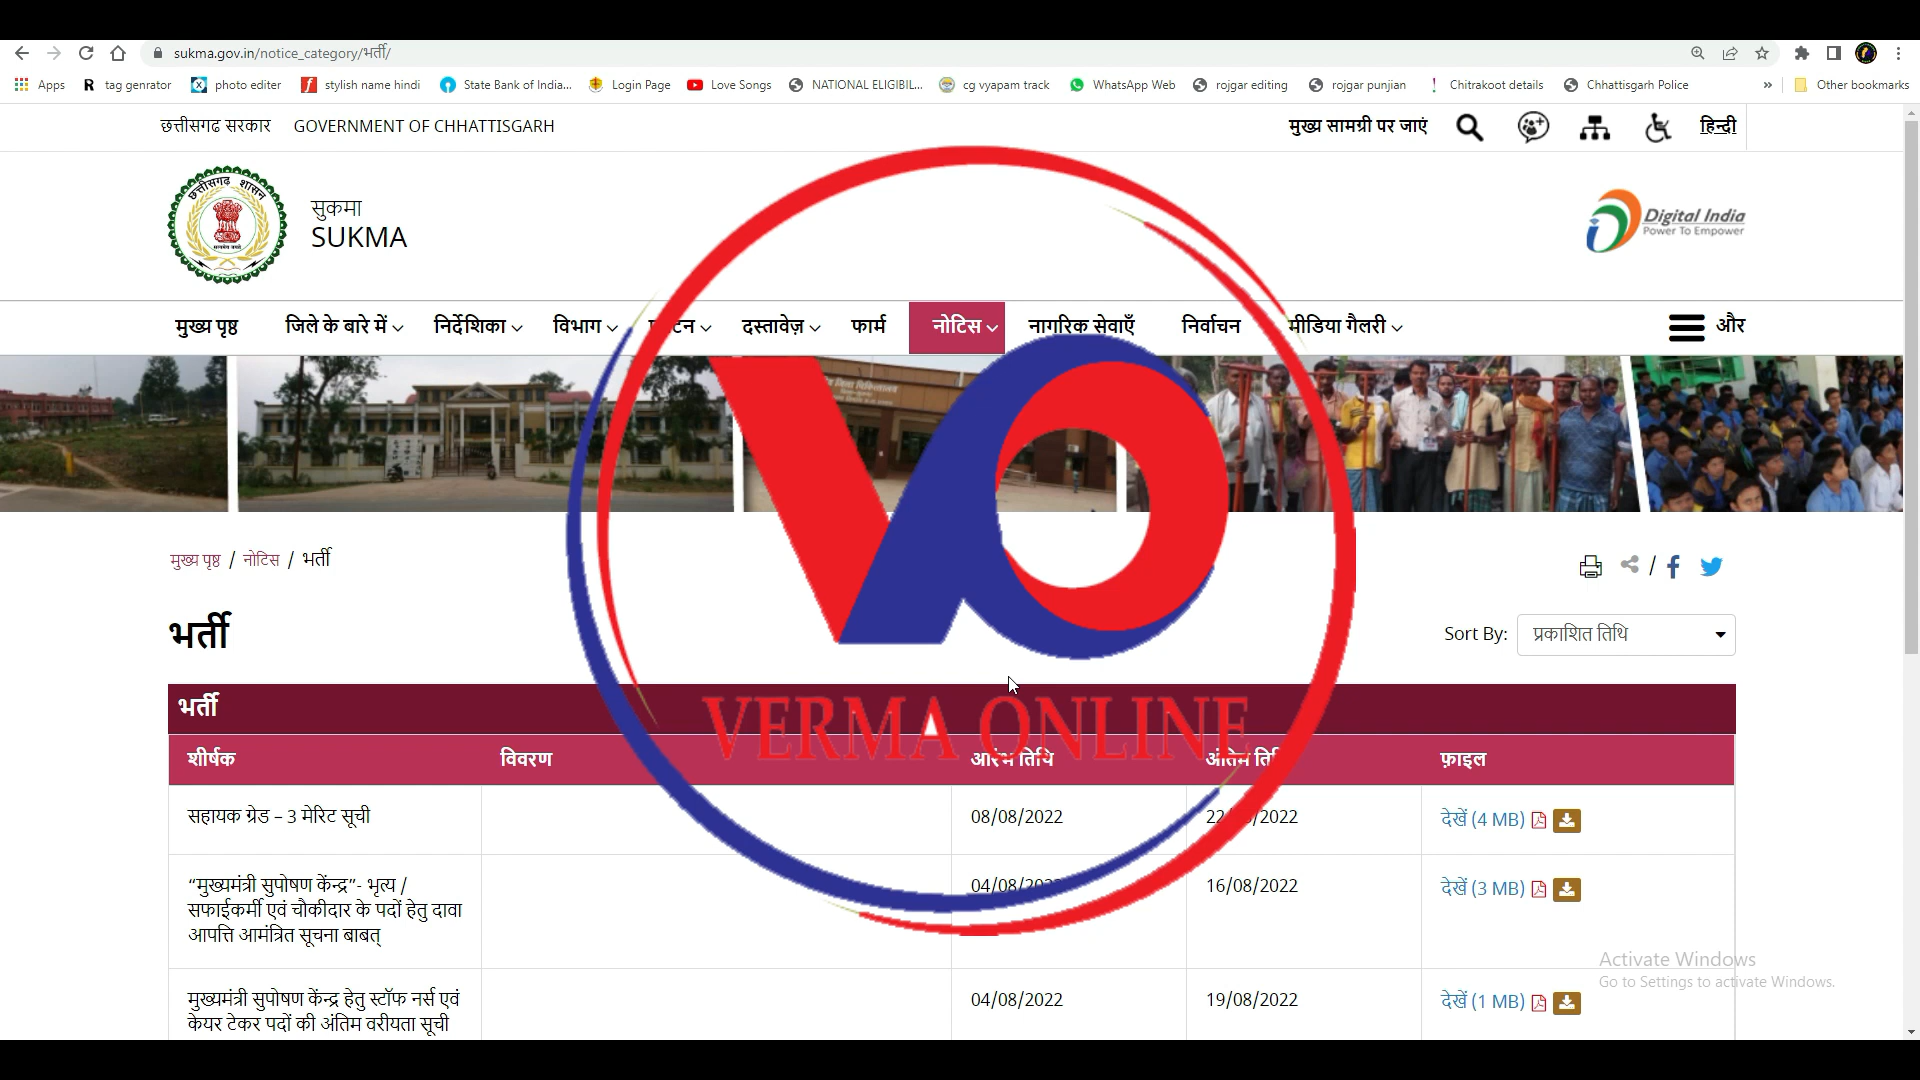 sukma.gov.in/notice_category/भर्ती/
Apps R tag genrator photo editer stylish name hindi State Bank of India... Login Page Love Songs NATIONAL ELIGIBIL... cg vyapam track WhatsApp Web rojgar editing rojgar punjian Chitrakoot details Chhattisgarh Police » Other bookmarks
छत्तीसगढ सरकार GOVERNMENT OF CHHATTISGARH मुख्य सामग्री पर जाएं हिन्दी
छत्तीसगढ़ शासन
सुकमा
SUKMA
Digital India
Power To Empower
मुख्य पृष्ठ जिले के बारे में निर्देशिका विभाग दस्तावेज़ फार्म नोटिस नागरिक सेवाएँ निर्वाचन मीडिया गैलरी और
मुख्य पृष्ठ / नोटिस / भर्ती
भर्ती
Sort By: प्रकाशित तिथि
भर्ती
VERMA ONLINE
शीर्षक विवरण आरंभ तिथि अंतिम फ़ाइल
सहायक ग्रेड – 3 मेरिट सूची 08/08/2022 देखें (4 MB)
“मुख्यमंत्री सुपोषण केंन्द्र”- भृत्य / 16/08/2022 देखें (3 MB)
सफाईकर्मी एवं चौकीदार के पदों हेतु दावा
आपत्ति आमंत्रित सूचना बाबत्
मुख्यमंत्री सुपोषण केंन्द्र हेतु स्टॉफ नर्स एवं 04/08/2022 19/08/2022 देखें (1 MB)
केयर टेकर पदों की अंतिम वरीयता सूची
Activate Windows
Go to Settings to activate Windows.